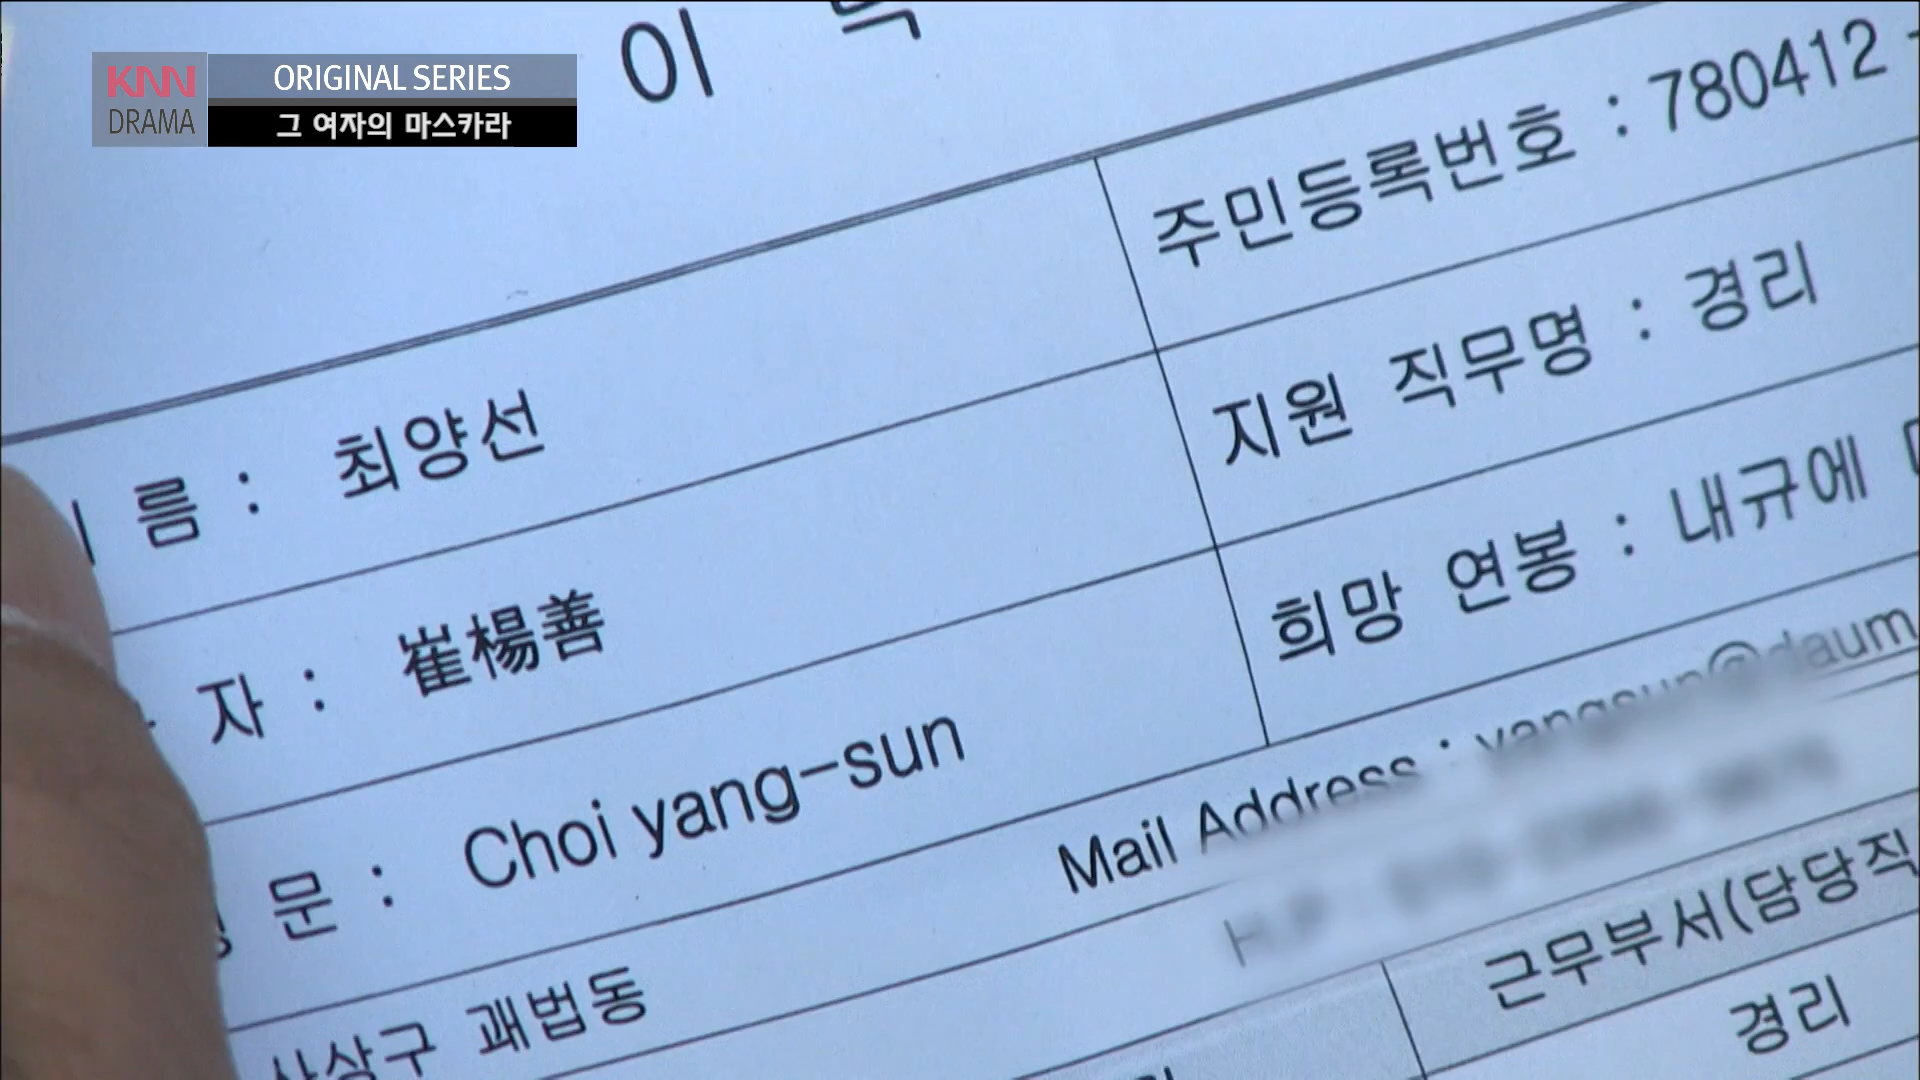 KNN
DRAMA
ORIGINAL SERIES
그 여자의 마스카라
이
주민등록번호 : 780412 -
름 : 최양선
지원 직무명 : 경리
자 : 崔楊善
희망 연봉 : 내규에
문 : Choi yang-sun
Mail Address : yangsun@daum
사상구 괘법동
H.P
근무부서(담당직
경리